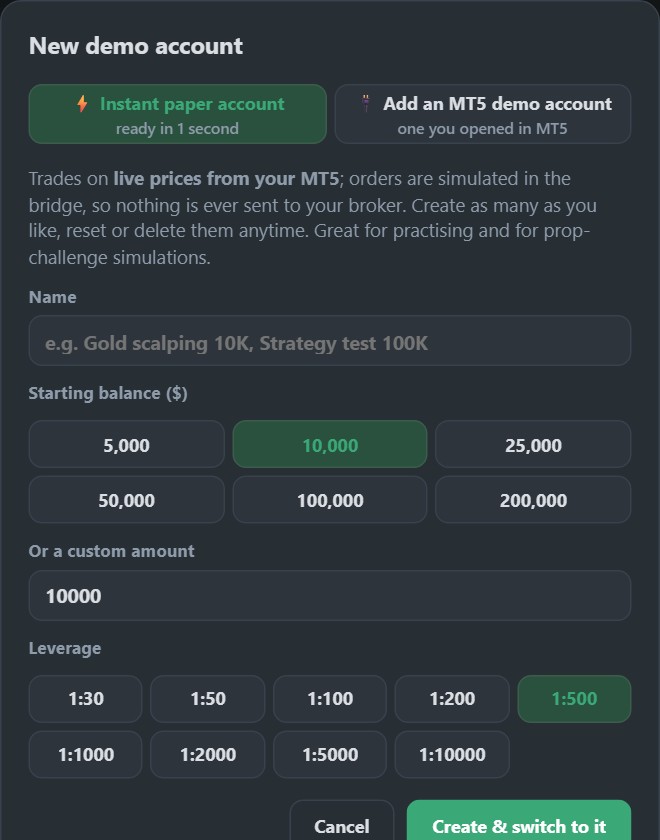 New demo account
⚡ Instant paper account
ready in 1 second
Add an MT5 demo account
one you opened in MT5
Trades on live prices from your MT5; orders are simulated in the
bridge, so nothing is ever sent to your broker. Create as many as you
like, reset or delete them anytime. Great for practising and for prop-
challenge simulations.
Name
e.g. Gold scalping 10K, Strategy test 100K
Starting balance ($)
5,000
10,000
25,000
50,000
100,000
200,000
Or a custom amount
10000
Leverage
1:30
1:50
1:100
1:200
1:500
1:1000
1:2000
1:5000
1:10000
Cancel
Create & switch to it